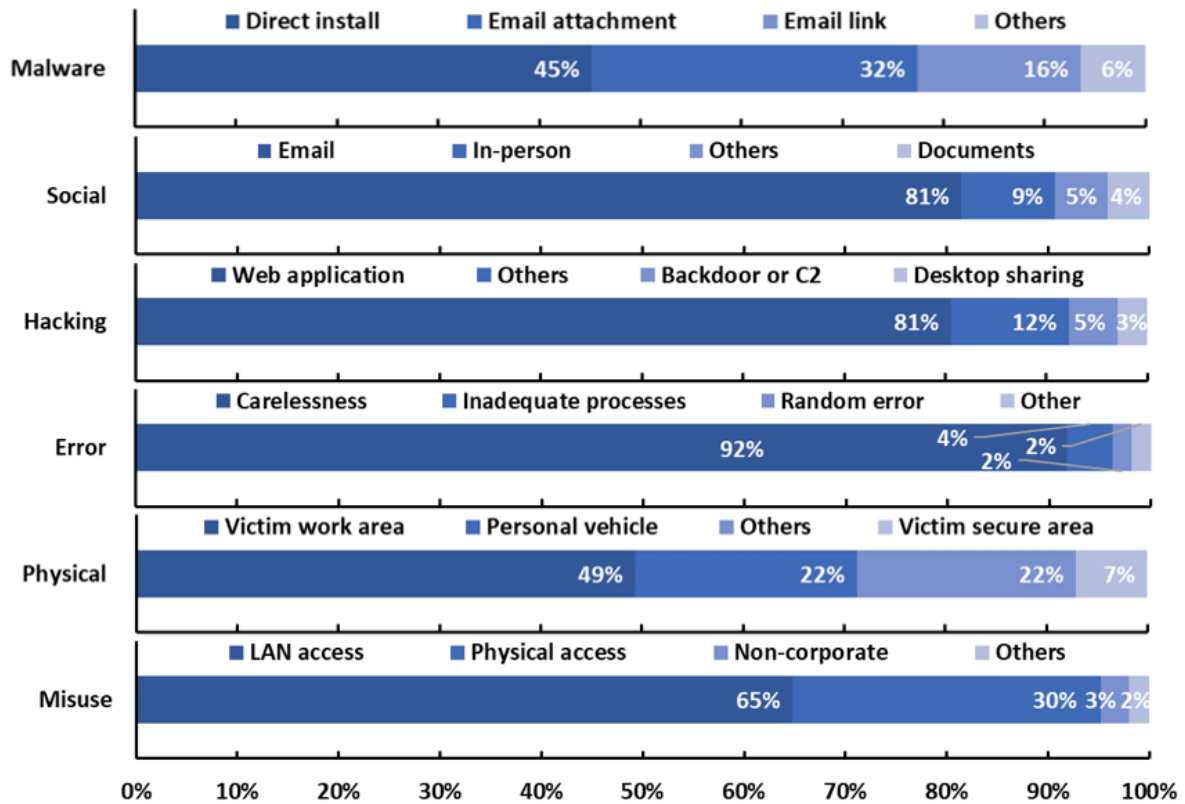 Direct install Email attachment Email link Others
Malware 45% 32% 16% 6%
Email In-person Others Documents
Social 81% 9% 5% 4%
Web application Others Backdoor or C2 Desktop sharing
Hacking 81% 12% 5% 3%
Carelessness Inadequate processes Random error Other
Error 92% 4% 2% 2%
Victim work area Personal vehicle Others Victim secure area
Physical 49% 22% 22% 7%
LAN access Physical access Non-corporate Others
Misuse 65% 30% 3% 2%
0% 10% 20% 30% 40% 50% 60% 70% 80% 90% 100%